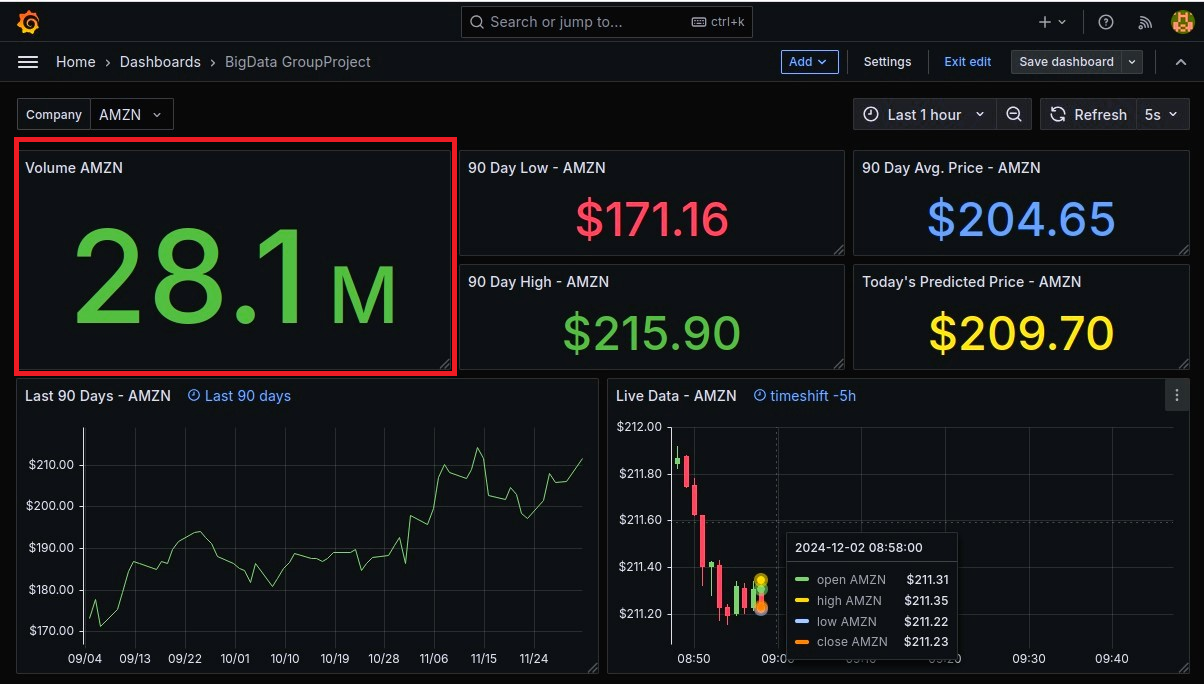 Search or jump to... ctrl+k
Home › Dashboards › BigData GroupProject
Add Settings Exit edit Save dashboard
Company AMZN
Last 1 hour Refresh 5s
Volume AMZN
28.1 M
90 Day Low - AMZN
$171.16
90 Day Avg. Price - AMZN
$204.65
90 Day High - AMZN
$215.90
Today's Predicted Price - AMZN
$209.70
Last 90 Days - AMZN Last 90 days
$210.00
$200.00
$190.00
$180.00
$170.00
09/04 09/13 09/22 10/01 10/10 10/19 10/28 11/06 11/15 11/24
Live Data - AMZN timeshift -5h
$212.00
$211.80
$211.60
$211.40
$211.20
2024-12-02 08:58:00
open AMZN $211.31
high AMZN $211.35
low AMZN $211.22
close AMZN $211.23
08:50 09:00 09:10 09:20 09:30 09:40